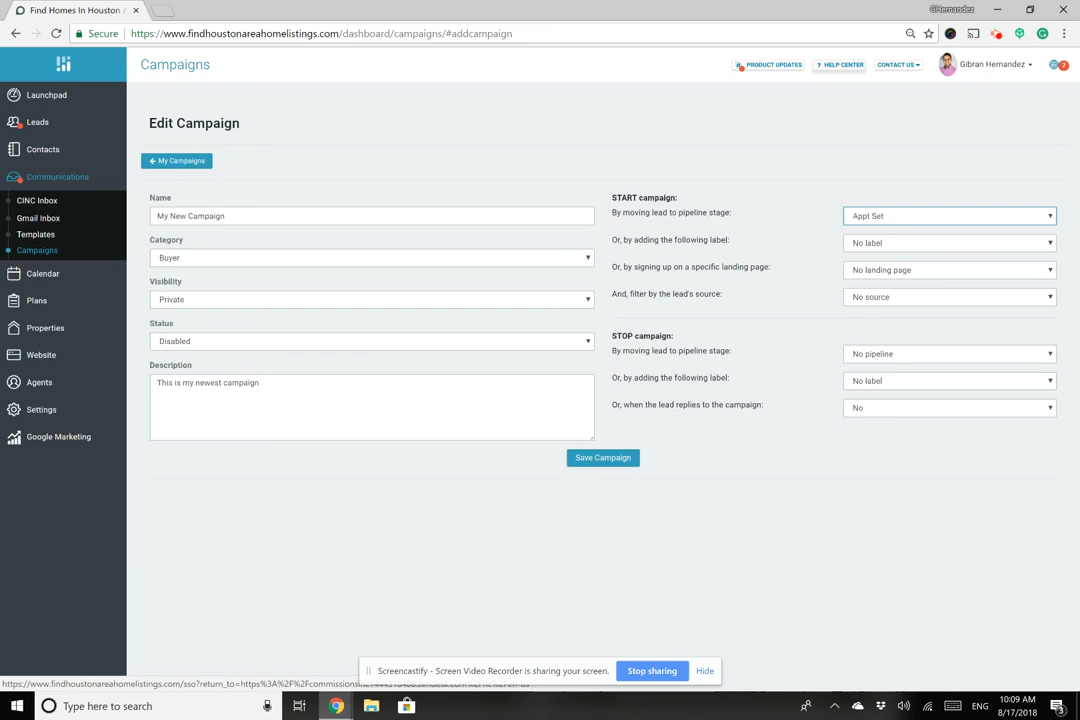 Find Homes In Houston A
GHernandez
Secure
https://www.findhoustonareahomelistings.com/dashboard/campaigns/#addcampaign
Campaigns
PRODUCT UPDATES
HELP CENTER
CONTACT US
Gibran Hernandez
7
Launchpad
Leads
Contacts
Communications
CINC Inbox
Gmail Inbox
Templates
Campaigns
Calendar
Plans
Properties
Website
Agents
Settings
Google Marketing
Edit Campaign
My Campaigns
Name
My New Campaign
Category
Buyer
Visibility
Private
Status
Disabled
Description
This is my newest campaign
START campaign:
By moving lead to pipeline stage:
Appt Set
Or, by adding the following label:
No label
Or, by signing up on a specific landing page:
No landing page
And, filter by the lead's source:
No source
STOP campaign:
By moving lead to pipeline stage:
No pipeline
Or, by adding the following label:
No label
Or, when the lead replies to the campaign:
No
Save Campaign
Screencastify - Screen Video Recorder is sharing your screen.
Stop sharing
Hide
https://www.findhoustonareahomelistings.com/sso?return_to=https%3A%2F%2Fcommissionsinc
Type here to search
ENG
10:09 AM
8/17/2018
3